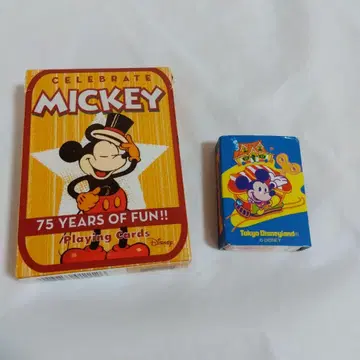 CELEBRATE
MICKEY
75 YEARS OF FUN!!
Playing Cards
Disney
Tokyo Disneyland®
© DISNEY